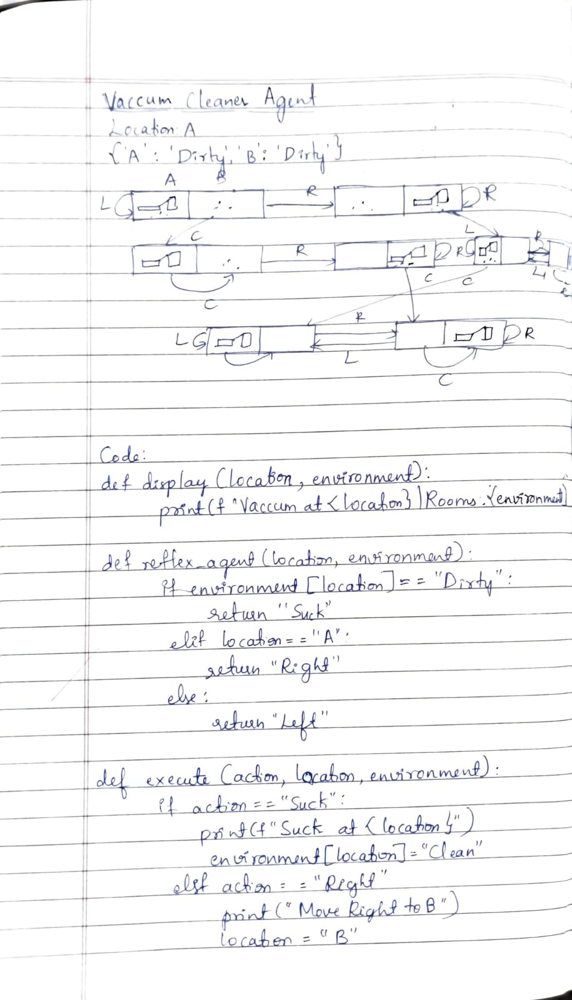 Vaccum Cleaner Agent
Location: A
{'A': 'Dirty', 'B': 'Dirty'}
A B
L R R
C L
R R R
L
C C
C
R
L R
L
C
Code:
def display (location, environment):
print(f "Vaccum at {location} | Rooms: {environment}
def reflex_agent (location, environment):
if environment [location] == "Dirty":
return "Suck"
elif location == "A":
return "Right"
else:
return "Left"
def execute (action, location, environment):
if action == "Suck":
print(f "Suck at {location}")
environment [location] = "Clean"
elif action == "Right"
print ("Move Right to B")
location = "B"